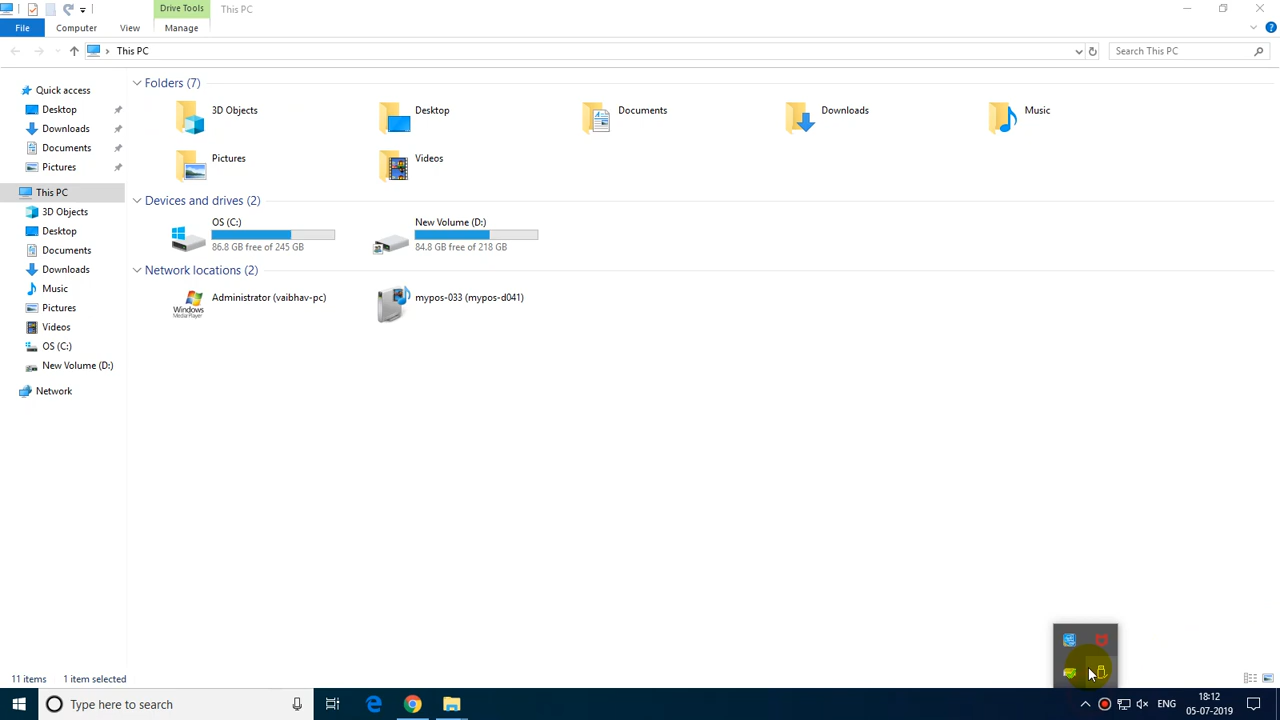 Drive Tools
This PC
File
Computer
View
Manage
This PC
Search This PC
Quick access
Desktop
Downloads
Documents
Pictures
This PC
3D Objects
Desktop
Documents
Downloads
Music
Pictures
Videos
OS (C:)
New Volume (D:)
Network
Folders (7)
3D Objects
Desktop
Documents
Downloads
Music
Pictures
Videos
Devices and drives (2)
OS (C:)
86.8 GB free of 245 GB
New Volume (D:)
84.8 GB free of 218 GB
Network locations (2)
Windows
Media Player
Administrator (vaibhav-pc)
mypos-033 (mypos-d041)
11 items
1 item selected
Type here to search
ENG
18:12
05-07-2019